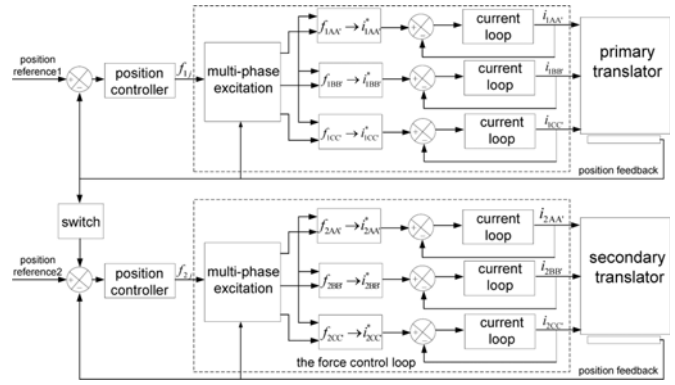 position
reference1
position
controller
f1j
multi-phase
excitation
f1AA' → i*1AA'
current
loop
i1AA'
f1BB' → i*1BB'
current
loop
i1BB'
f1CC' → i*1CC'
current
loop
i1CC'
primary
translator
position feedback
switch
position
reference2
position
controller
f2j
multi-phase
excitation
f2AA' → i*2AA'
current
loop
i2AA'
f2BB' → i*2BB'
current
loop
i2BB'
f2CC' → i*2CC'
current
loop
i2CC'
secondary
translator
the force control loop
position feedback